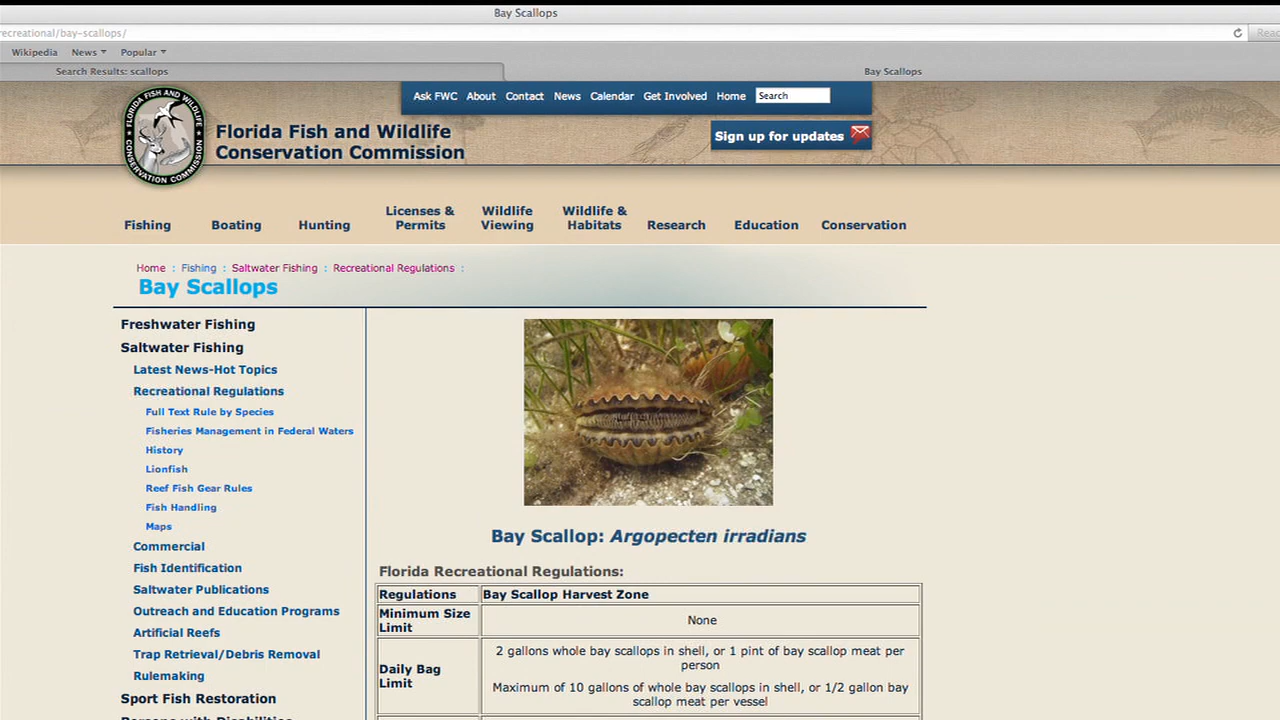 Bay Scallops
ecreational/bay-scallops/
Reac
Wikipedia News Popular
Search Results: scallops
Bay Scallops
Ask FWC About Contact News Calendar Get Involved Home Search
FLORIDA FISH AND WILDLIFE CONSERVATION COMMISSION
Florida Fish and Wildlife
Conservation Commission
Sign up for updates
Fishing Boating Hunting Licenses & Permits Wildlife Viewing Wildlife & Habitats Research Education Conservation
Home : Fishing : Saltwater Fishing : Recreational Regulations :
Bay Scallops
Freshwater Fishing
Saltwater Fishing
Latest News-Hot Topics
Recreational Regulations
Full Text Rule by Species
Fisheries Management in Federal Waters
History
Lionfish
Reef Fish Gear Rules
Fish Handling
Maps
Commercial
Fish Identification
Saltwater Publications
Outreach and Education Programs
Artificial Reefs
Trap Retrieval/Debris Removal
Rulemaking
Sport Fish Restoration
Persons with Disabilities
Bay Scallop: Argopecten irradians
Florida Recreational Regulations:
Regulations Bay Scallop Harvest Zone
Minimum Size
Limit
None
Daily Bag
Limit
2 gallons whole bay scallops in shell, or 1 pint of bay scallop meat per
person
Maximum of 10 gallons of whole bay scallops in shell, or 1/2 gallon bay
scallop meat per vessel